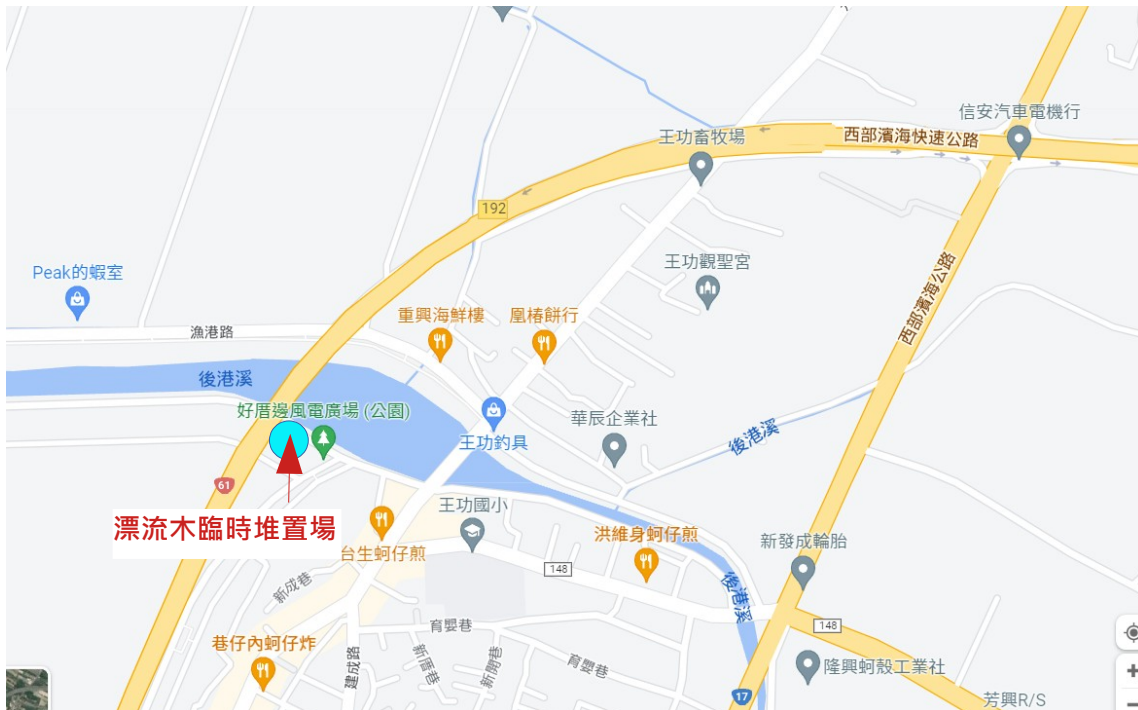 信安汽車電機行
西部濱海快速公路
王功畜牧場
192
王功觀聖宮
Peak的蝦室
西部濱海公路
重興海鮮樓
凰椿餅行
漁港路
後港溪
好厝邊風電廣場 (公園)
王功釣具
華辰企業社
後港溪
61
漂流木臨時堆置場
王功國小
洪維身蚵仔煎
新發成輪胎
台生蚵仔煎
148
新成巷
後港溪
育嬰巷
148
巷仔內蚵仔炸
建成路
新厝巷
新開巷
育嬰巷
隆興蚵殼工業社
17
芳興R/S